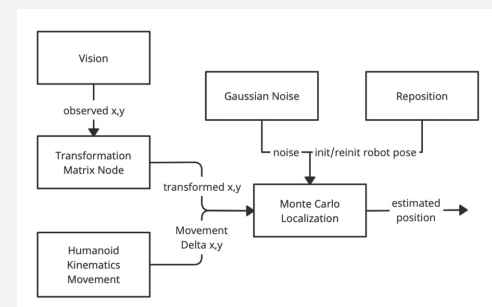 Vision
observed x,y
Transformation
Matrix Node
Gaussian Noise
Reposition
noise
init/reinit robot pose
transformed x,y
Movement
Delta x,y
Monte Carlo
Localization
estimated
position
Humanoid
Kinematics
Movement